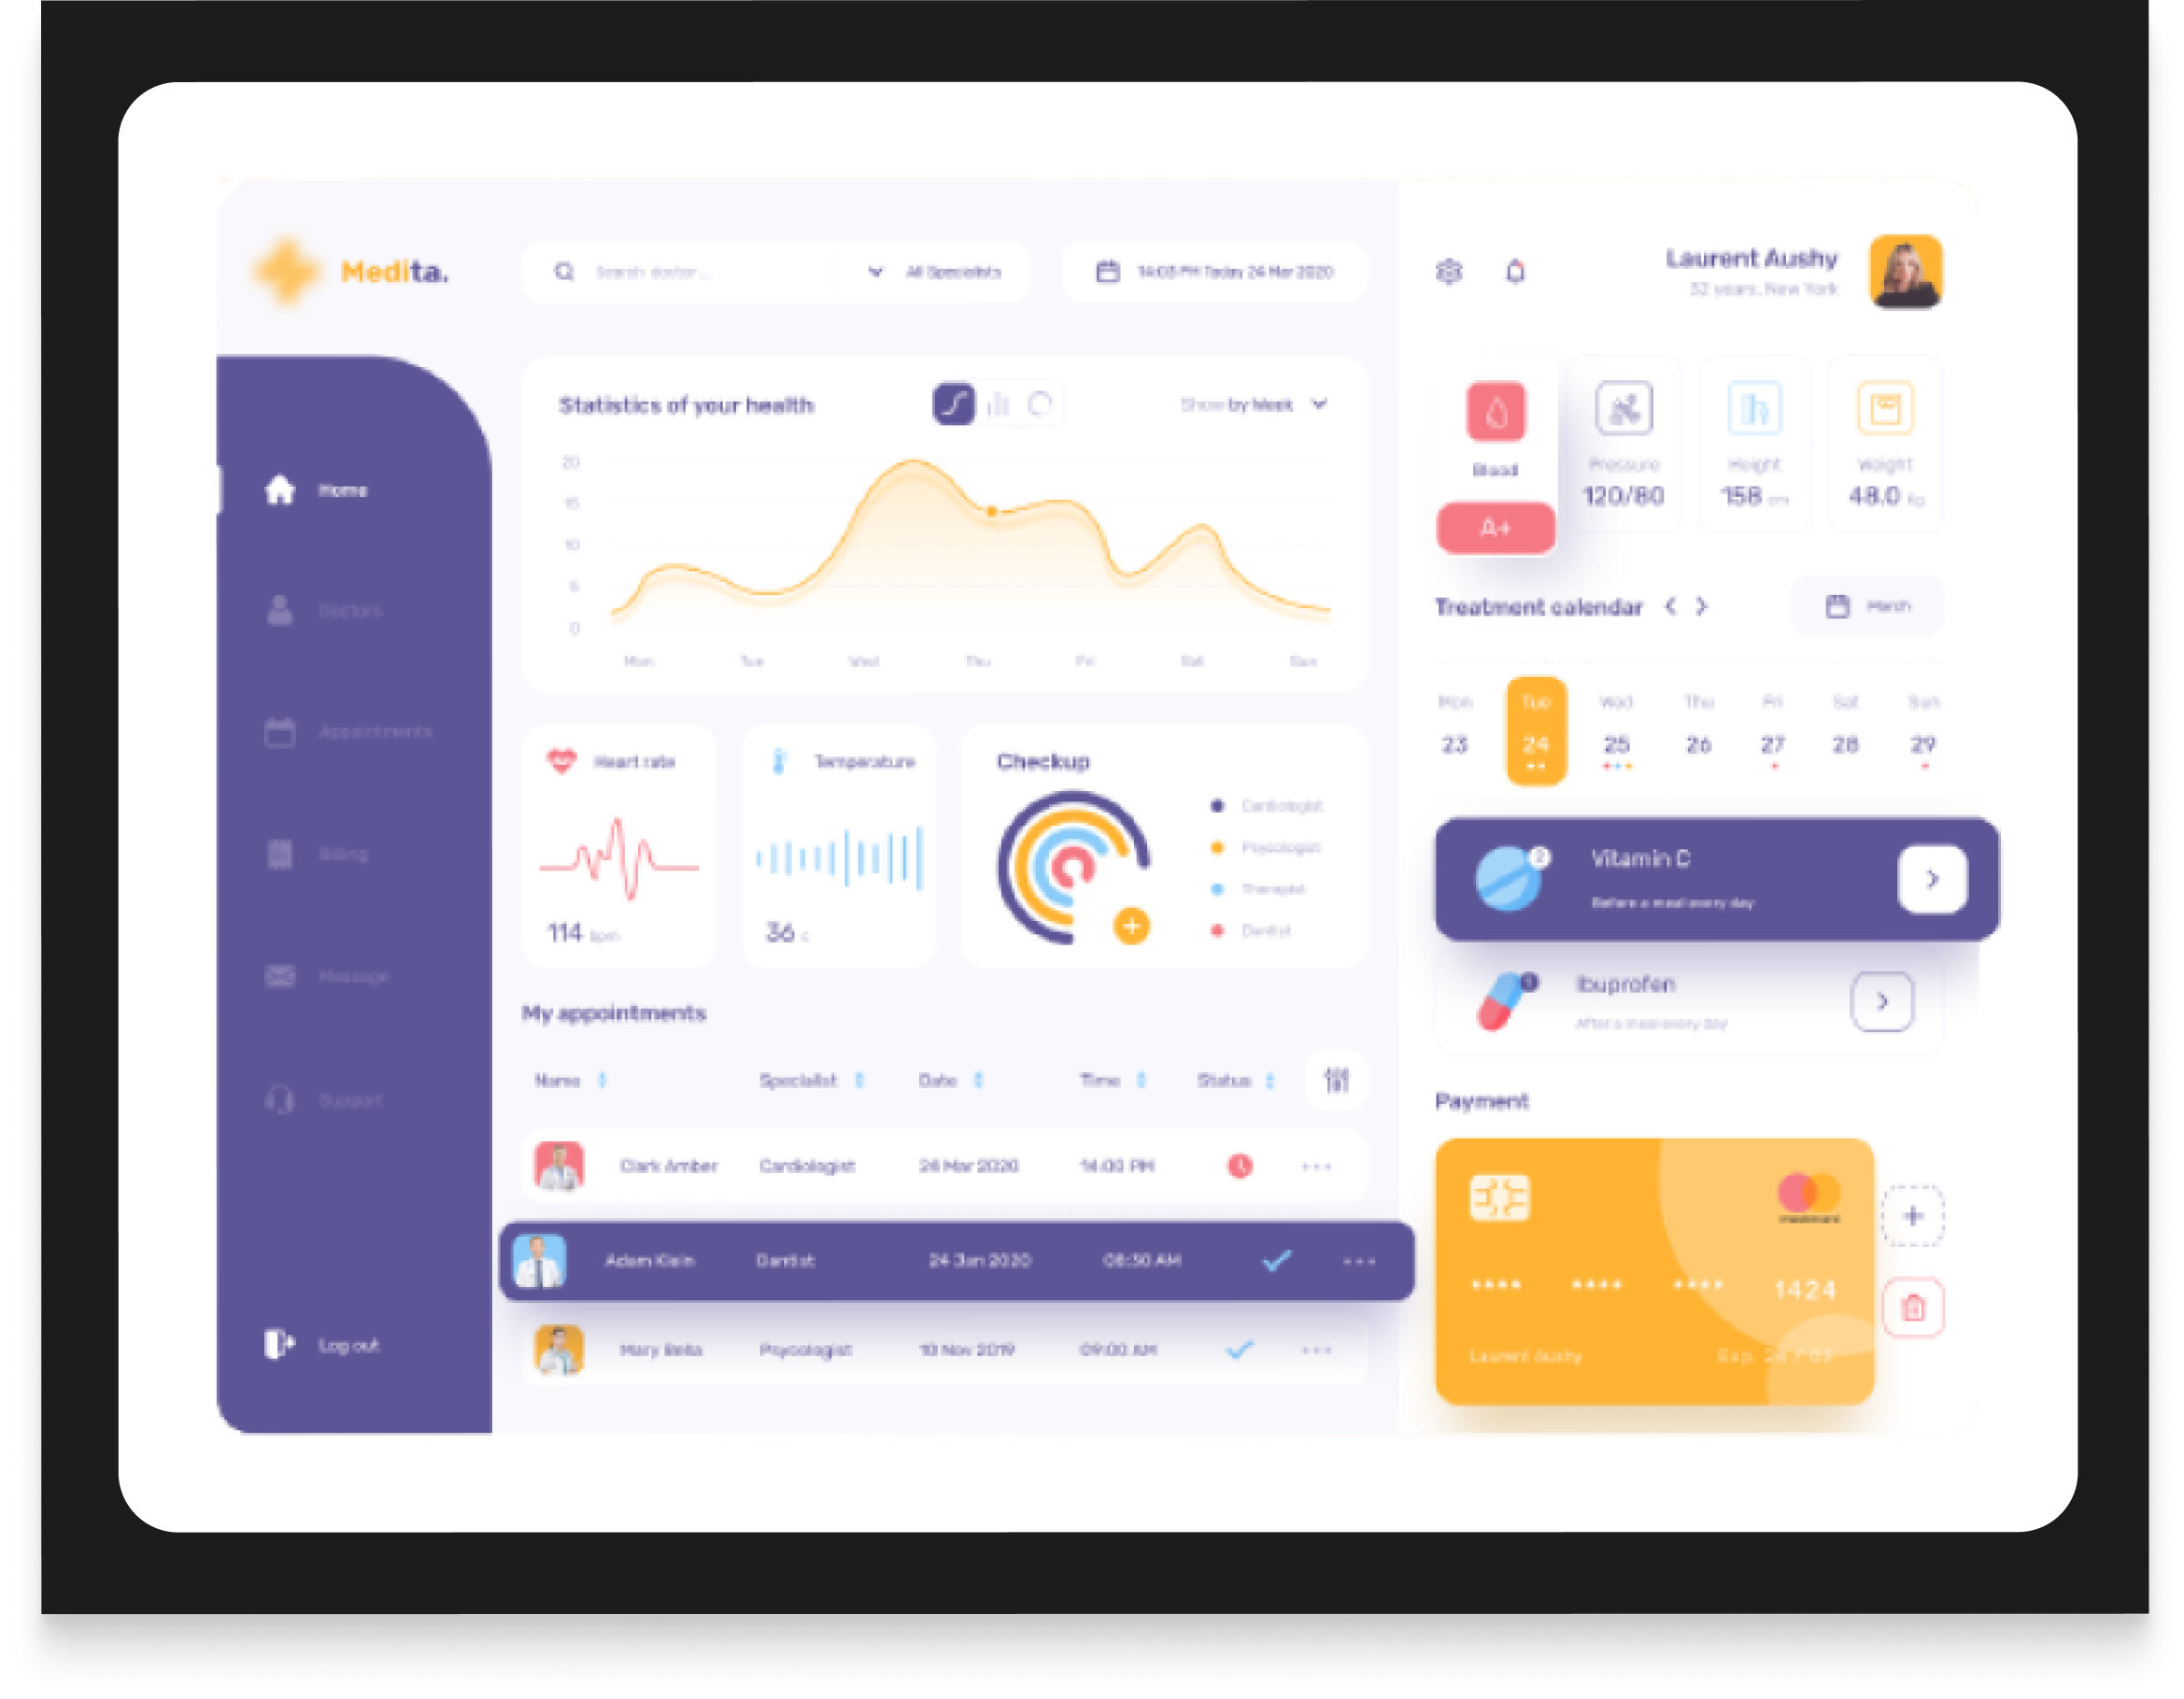 Medita.
Search doctor...
All Specialists
14:03 PM Today 24 Mar 2020
Laurent Aushy
32 years, New York
Home
Doctors
Appointments
Billing
Message
Support
Log out
Statistics of your health
Show by Week
20
15
10
5
0
Mon Tue Wed Thu Fri Sat Sun
Heart rate
114 bpm
Temperature
36 c
Checkup
Cardiologist
Psycologist
Therapist
Dentist
My appointments
Name Specialist Date Time Status
Clark Amber Cardiologist 24 Mar 2020 14:00 PM
Adam Klein Dentist 24 Jan 2020 08:30 AM
Mary Bella Psycologist 10 Nov 2019 09:00 AM
Blood
A+
Pressure
120/80
Height
158 cm
Weight
48.0 Kg
Treatment calendar
March
Mon Tue Wed Thu Fri Sat Sun
23 24 25 26 27 28 29
2
Vitamin C
Before a meal every day
1
Ibuprofen
After a meal every day
Payment
mastercard
•••• •••• •••• 1424
Laurent Aushy
Exp. 24 /